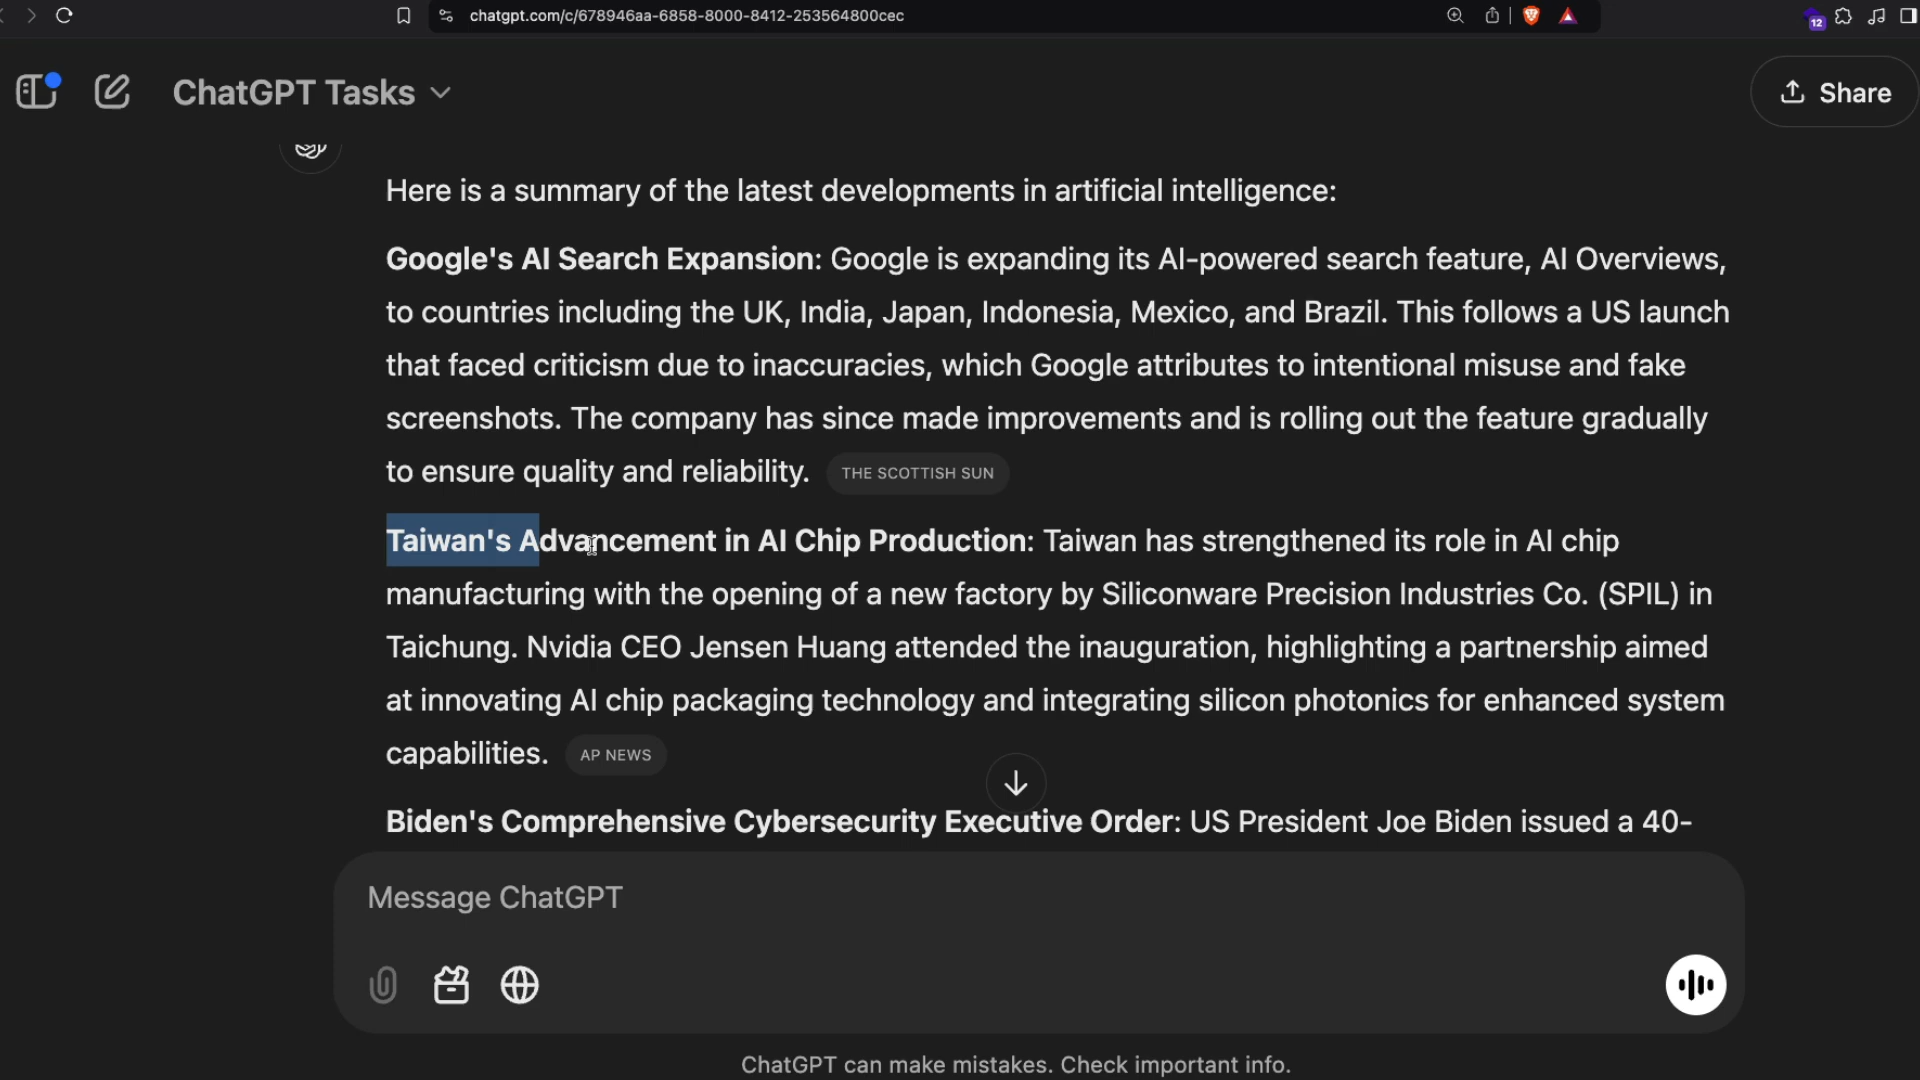 chatgpt.com/c/678946aa-6858-8000-8412-253564800cec
12
ChatGPT Tasks
Share
Here is a summary of the latest developments in artificial intelligence:
Google's AI Search Expansion: Google is expanding its AI-powered search feature, AI Overviews,
to countries including the UK, India, Japan, Indonesia, Mexico, and Brazil. This follows a US launch
that faced criticism due to inaccuracies, which Google attributes to intentional misuse and fake
screenshots. The company has since made improvements and is rolling out the feature gradually
to ensure quality and reliability. THE SCOTTISH SUN
Taiwan's Advancement in AI Chip Production: Taiwan has strengthened its role in AI chip
manufacturing with the opening of a new factory by Siliconware Precision Industries Co. (SPIL) in
Taichung. Nvidia CEO Jensen Huang attended the inauguration, highlighting a partnership aimed
at innovating AI chip packaging technology and integrating silicon photonics for enhanced system
capabilities. AP NEWS
Biden's Comprehensive Cybersecurity Executive Order: US President Joe Biden issued a 40-
Message ChatGPT
ChatGPT can make mistakes. Check important info.